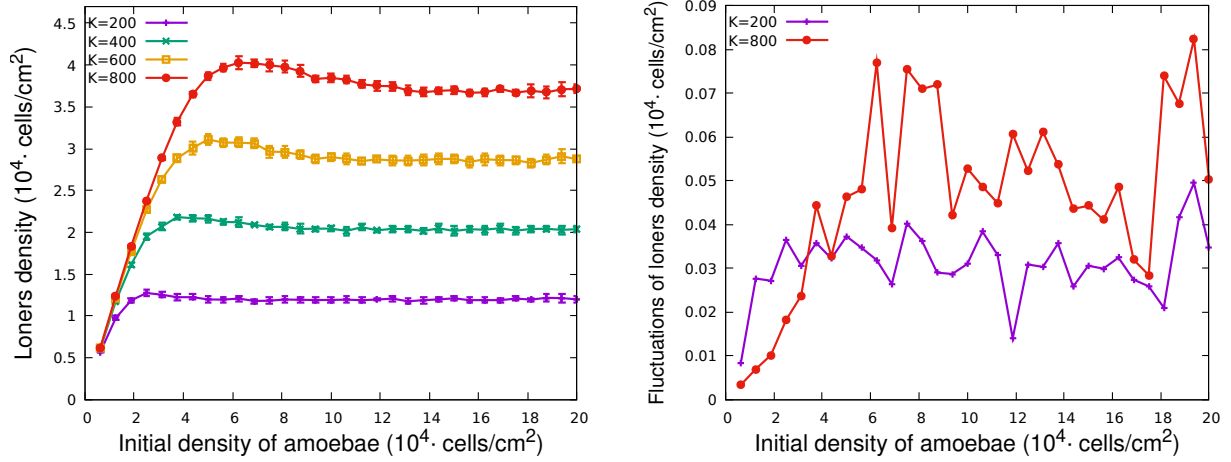 Loners density (10⁴· cells/cm²)
4.5
4
3.5
3
2.5
2
1.5
1
0.5
0
K=200
K=400
K=600
K=800
0 2 4 6 8 10 12 14 16 18 20
Initial density of amoebae (10⁴· cells/cm²)
Fluctuations of loners density (10⁴· cells/cm²)
0.09
0.08
0.07
0.06
0.05
0.04
0.03
0.02
0.01
0
K=200
K=800
0 2 4 6 8 10 12 14 16 18 20
Initial density of amoebae (10⁴· cells/cm²)